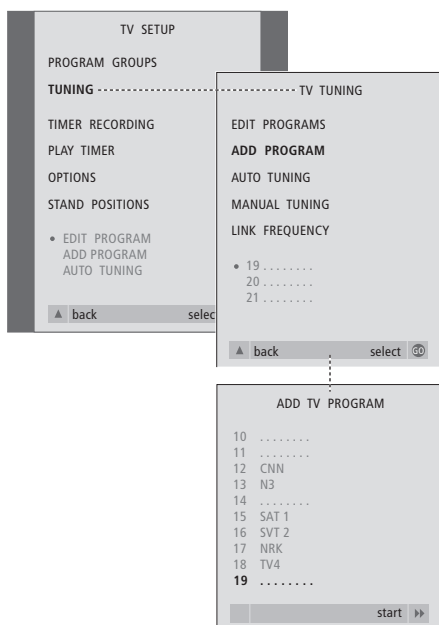 TV SETUP
PROGRAM GROUPS
TUNING
TIMER RECORDING
PLAY TIMER
OPTIONS
STAND POSITIONS
• EDIT PROGRAM
ADD PROGRAM
AUTO TUNING
▲ back selec
TV TUNING
EDIT PROGRAMS
ADD PROGRAM
AUTO TUNING
MANUAL TUNING
LINK FREQUENCY
• 19 . . . . . . . .
20 . . . . . . . .
21 . . . . . . . .
▲ back select GO
ADD TV PROGRAM
10 . . . . . . . .
11 . . . . . . . .
12 CNN
13 N3
14 . . . . . . . .
15 SAT 1
16 SVT 2
17 NRK
18 TV4
19 . . . . . . . .
start ▶▶